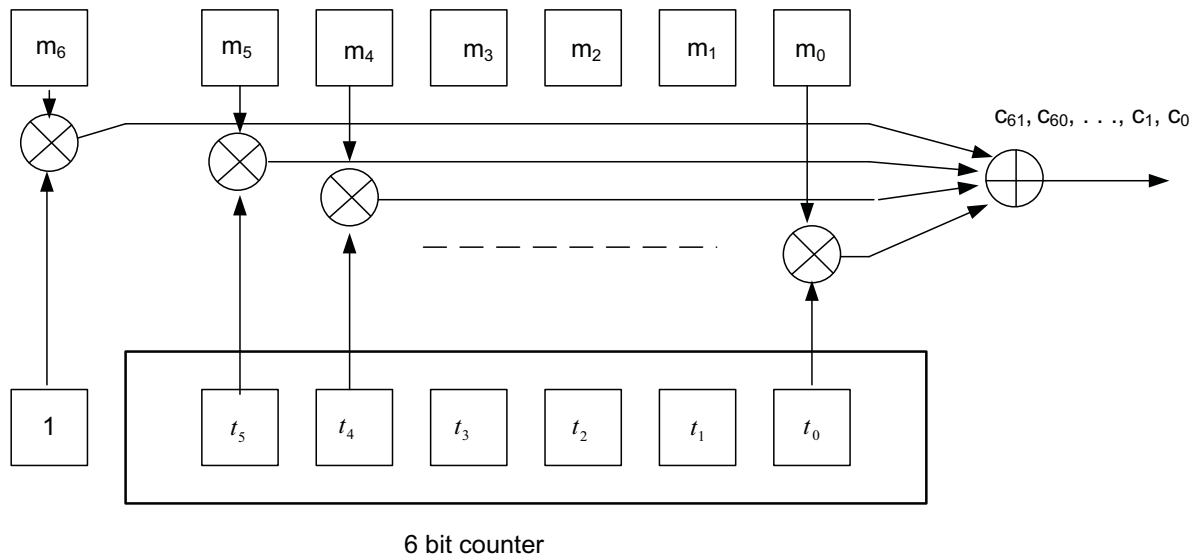 m₆ m₅ m₄ m₃ m₂ m₁ m₀
c₆₁, c₆₀, . . ., c₁, c₀
1 t₅ t₄ t₃ t₂ t₁ t₀
6 bit counter